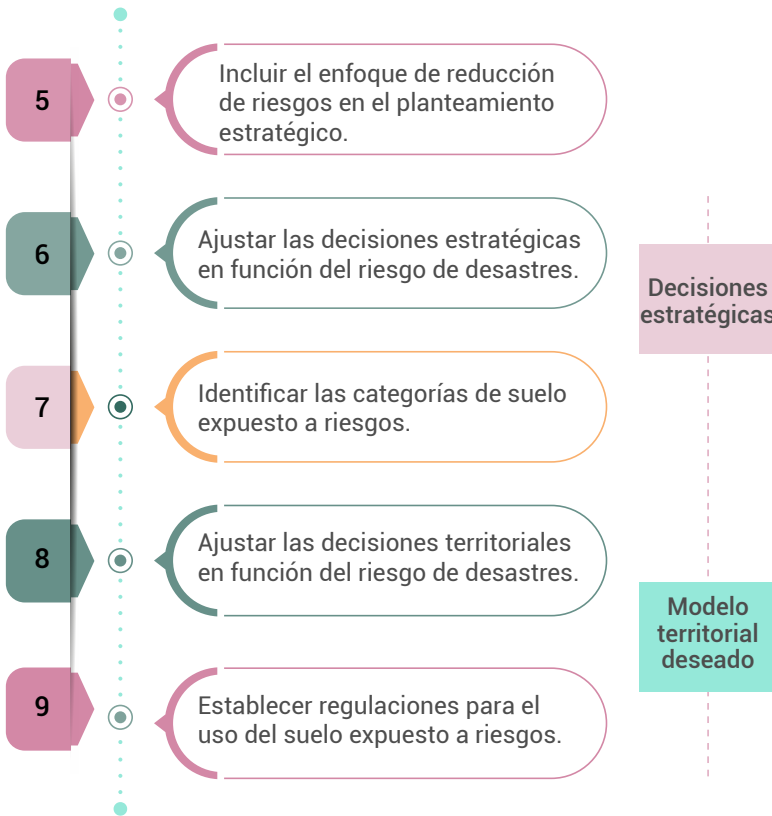 5
Incluir el enfoque de reducción
de riesgos en el planteamiento
estratégico.
6
Ajustar las decisiones estratégicas
en función del riesgo de desastres.
Decisiones
estratégicas
7
Identificar las categorías de suelo
expuesto a riesgos.
8
Ajustar las decisiones territoriales
en función del riesgo de desastres.
Modelo
territorial
deseado
9
Establecer regulaciones para el
uso del suelo expuesto a riesgos.